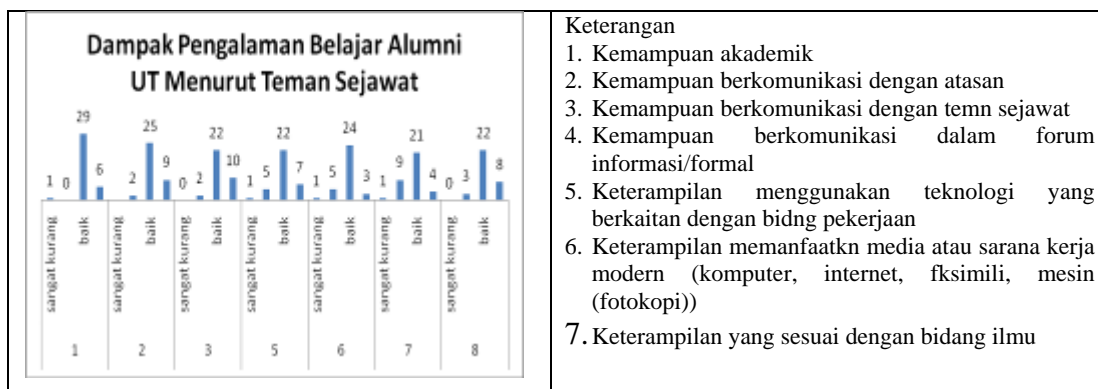 Dampak Pengalaman Belajar Alumni
UT Menurut Teman Sejawat
1 0 29 6 2 25 9 0 2 22 10 1 5 22 7 1 5 24 3 1 9 21 4 0 3 22 8
sangat kurang baik sangat kurang baik sangat kurang baik sangat kurang baik sangat kurang baik sangat kurang baik sangat kurang baik
1 2 3 5 6 7 8
Keterangan
1. Kemampuan akademik
2. Kemampuan berkomunikasi dengan atasan
3. Kemampuan berkomunikasi dengan temn sejawat
4. Kemampuan berkomunikasi dalam forum
informasi/formal
5. Keterampilan menggunakan teknologi yang
berkaitan dengan bidng pekerjaan
6. Keterampilan memanfaatkn media atau sarana kerja
modern (komputer, internet, fksimili, mesin
(fotokopi))
7. Keterampilan yang sesuai dengan bidang ilmu